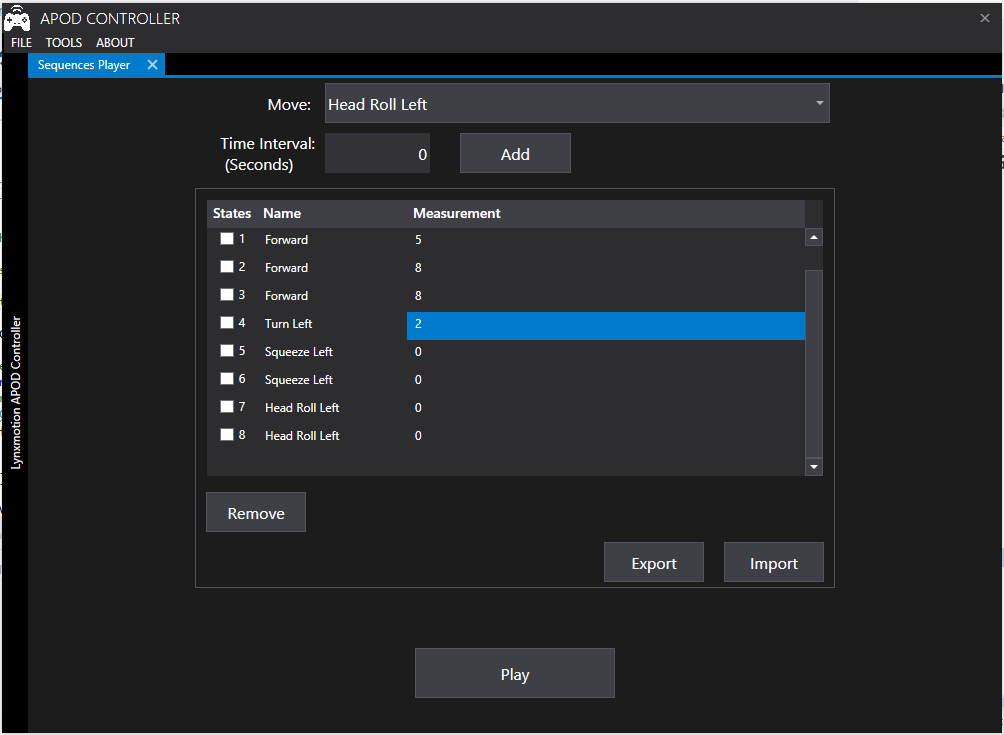 APOD CONTROLLER
FILE TOOLS ABOUT
Sequences Player
Move: Head Roll Left
Time Interval:
(Seconds) 0 Add
States Name Measurement
1 Forward 5
2 Forward 8
3 Forward 8
4 Turn Left 2
5 Squeeze Left 0
6 Squeeze Left 0
7 Head Roll Left 0
8 Head Roll Left 0
Remove
Export Import
Play
Lynxmotion APOD Controller